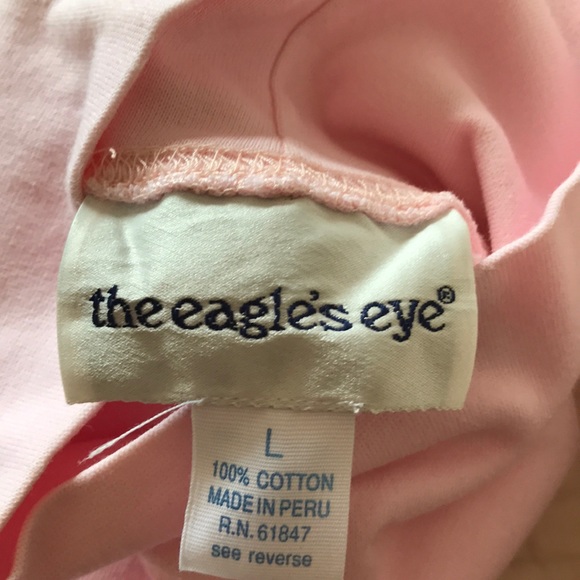 the eagle's eye®
L
100% COTTON
MADE IN PERU
R.N. 61847
see reverse